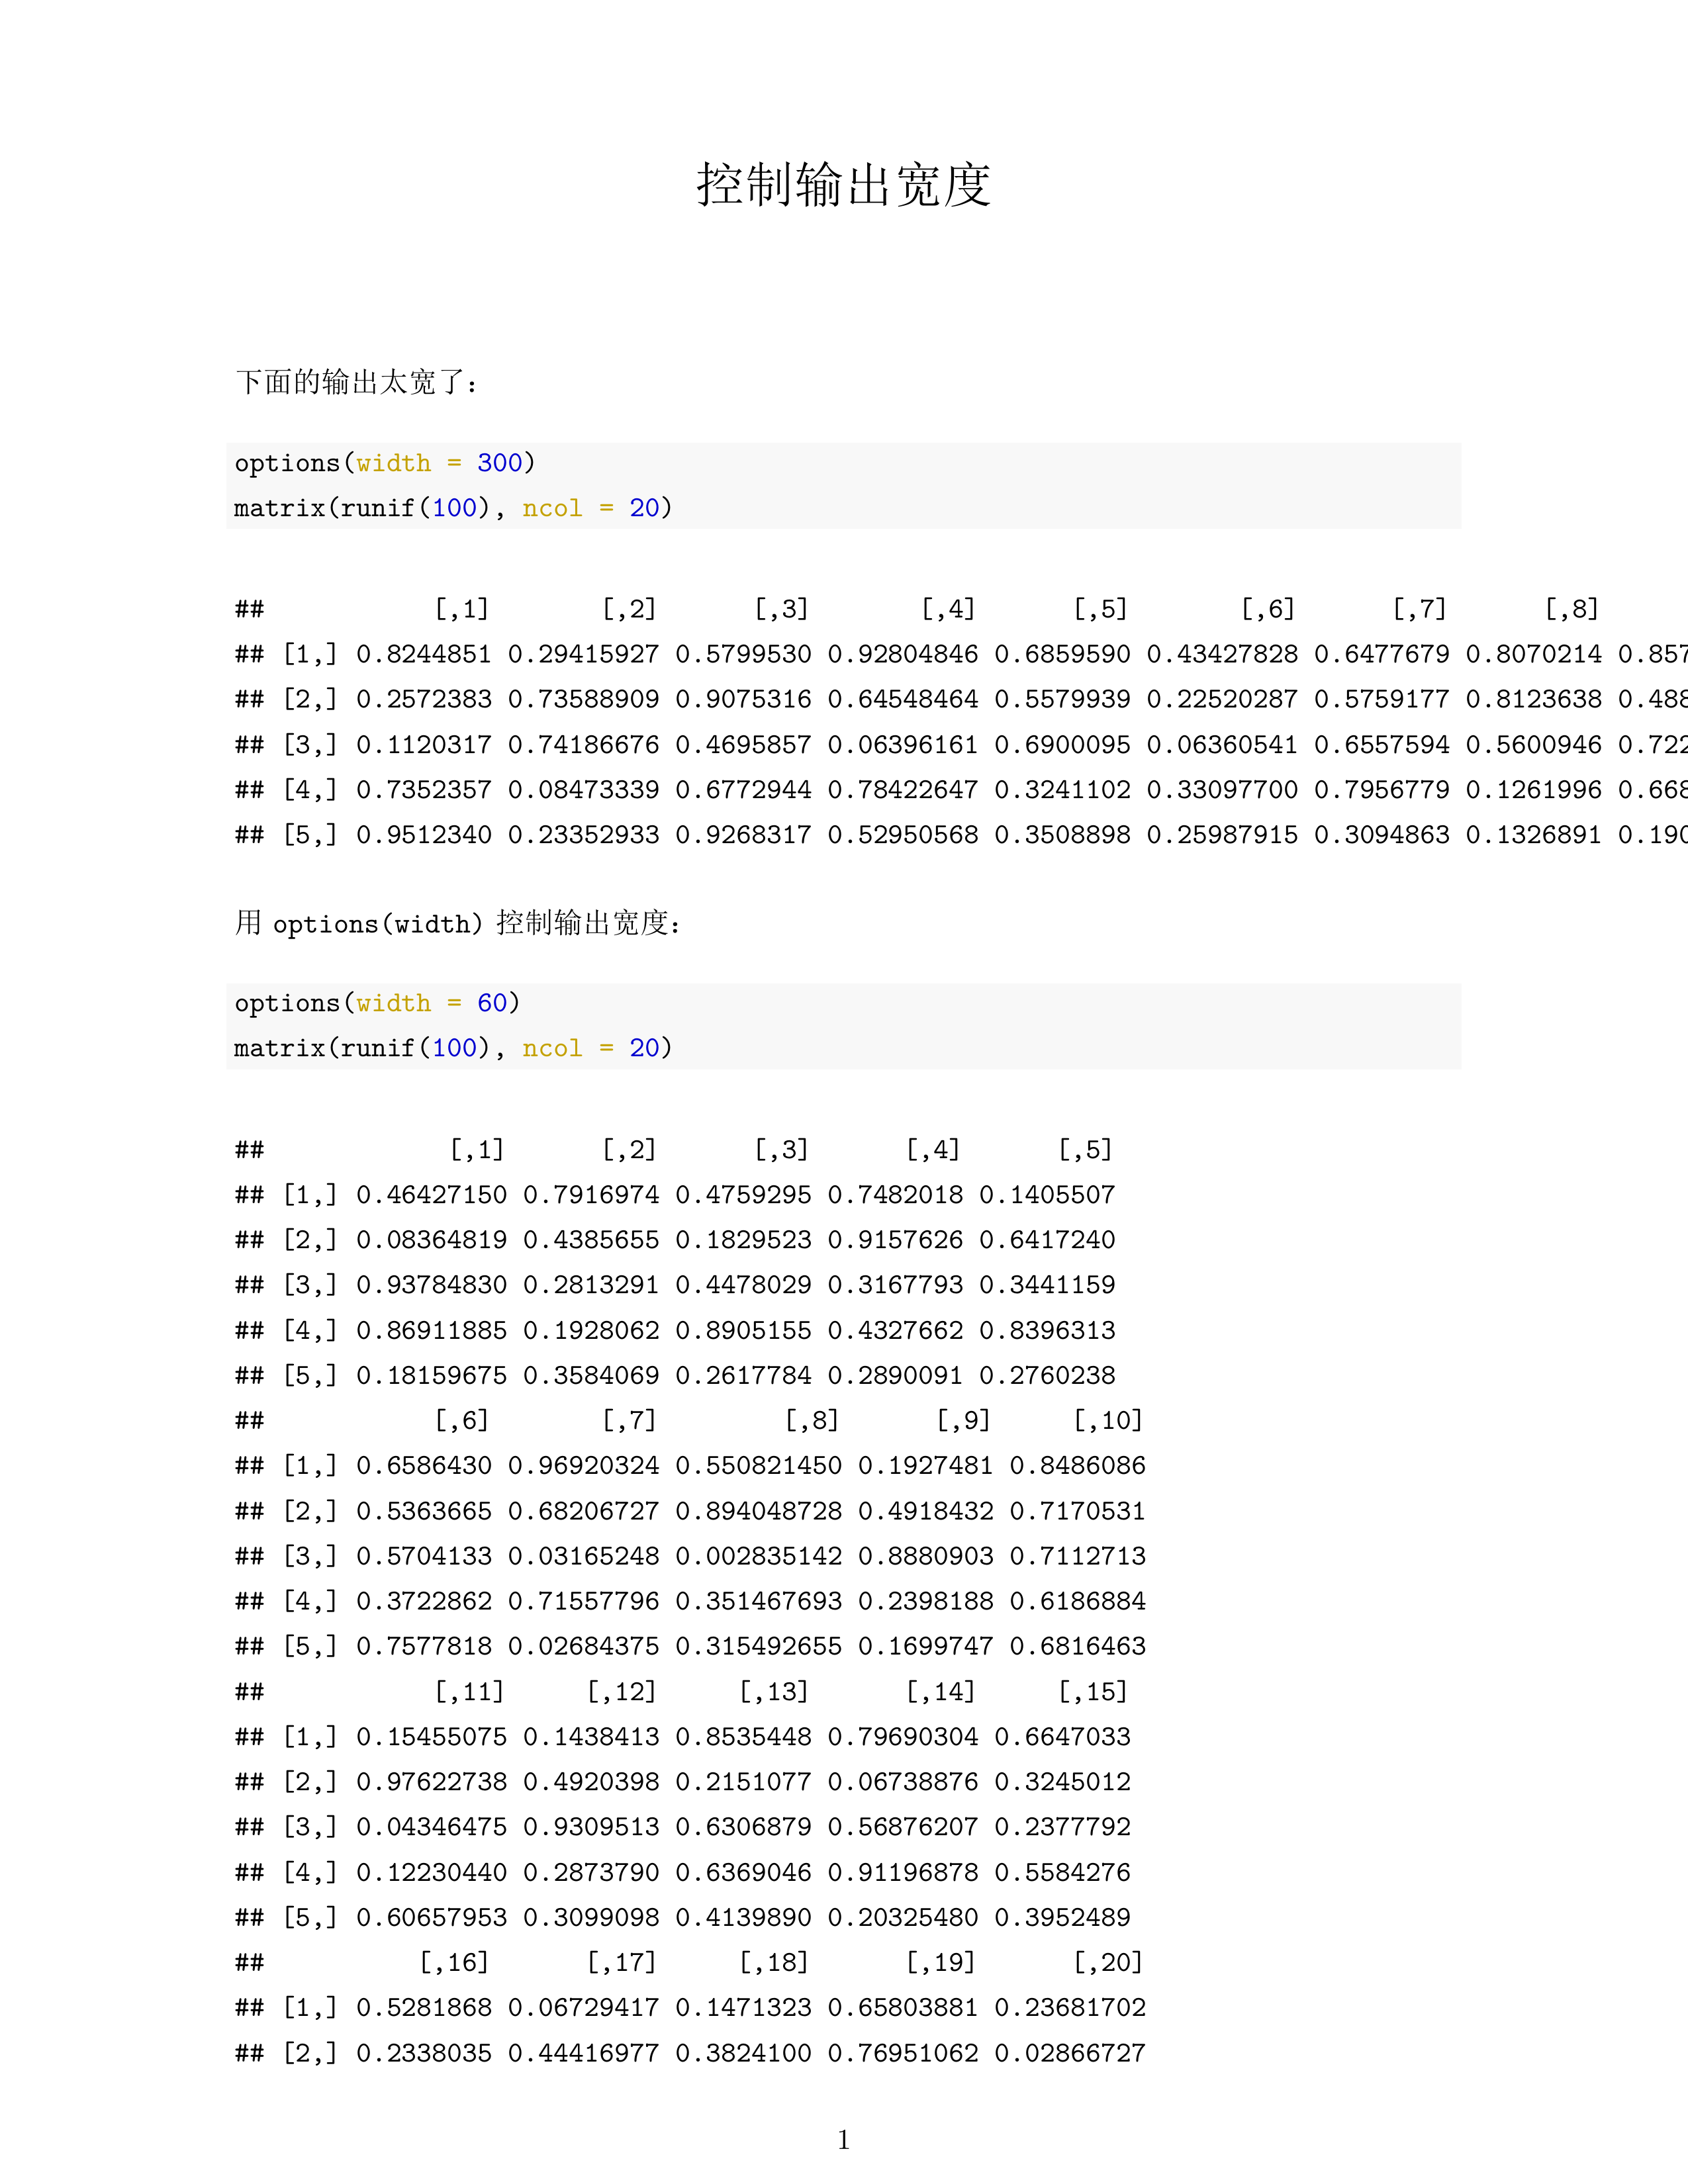 控制输出宽度
下面的输出太宽了：
options(width = 300)
matrix(runif(100), ncol = 20)
##           [,1]       [,2]      [,3]       [,4]      [,5]       [,6]      [,7]      [,8]
## [1,] 0.8244851 0.29415927 0.5799530 0.92804846 0.6859590 0.43427828 0.6477679 0.8070214 0.857
## [2,] 0.2572383 0.73588909 0.9075316 0.64548464 0.5579939 0.22520287 0.5759177 0.8123638 0.488
## [3,] 0.1120317 0.74186676 0.4695857 0.06396161 0.6900095 0.06360541 0.6557594 0.5600946 0.722
## [4,] 0.7352357 0.08473339 0.6772944 0.78422647 0.3241102 0.33097700 0.7956779 0.1261996 0.668
## [5,] 0.9512340 0.23352933 0.9268317 0.52950568 0.3508898 0.25987915 0.3094863 0.1326891 0.190
用 options(width) 控制输出宽度：
options(width = 60)
matrix(runif(100), ncol = 20)
##            [,1]      [,2]      [,3]      [,4]      [,5]
## [1,] 0.46427150 0.7916974 0.4759295 0.7482018 0.1405507
## [2,] 0.08364819 0.4385655 0.1829523 0.9157626 0.6417240
## [3,] 0.93784830 0.2813291 0.4478029 0.3167793 0.3441159
## [4,] 0.86911885 0.1928062 0.8905155 0.4327662 0.8396313
## [5,] 0.18159675 0.3584069 0.2617784 0.2890091 0.2760238
##           [,6]       [,7]        [,8]      [,9]     [,10]
## [1,] 0.6586430 0.96920324 0.550821450 0.1927481 0.8486086
## [2,] 0.5363665 0.68206727 0.894048728 0.4918432 0.7170531
## [3,] 0.5704133 0.03165248 0.002835142 0.8880903 0.7112713
## [4,] 0.3722862 0.71557796 0.351467693 0.2398188 0.6186884
## [5,] 0.7577818 0.02684375 0.315492655 0.1699747 0.6816463
##           [,11]     [,12]     [,13]      [,14]     [,15]
## [1,] 0.15455075 0.1438413 0.8535448 0.79690304 0.6647033
## [2,] 0.97622738 0.4920398 0.2151077 0.06738876 0.3245012
## [3,] 0.04346475 0.9309513 0.6306879 0.56876207 0.2377792
## [4,] 0.12230440 0.2873790 0.6369046 0.91196878 0.5584276
## [5,] 0.60657953 0.3099098 0.4139890 0.20325480 0.3952489
##          [,16]      [,17]     [,18]      [,19]      [,20]
## [1,] 0.5281868 0.06729417 0.1471323 0.65803881 0.23681702
## [2,] 0.2338035 0.44416977 0.3824100 0.76951062 0.02866727
1